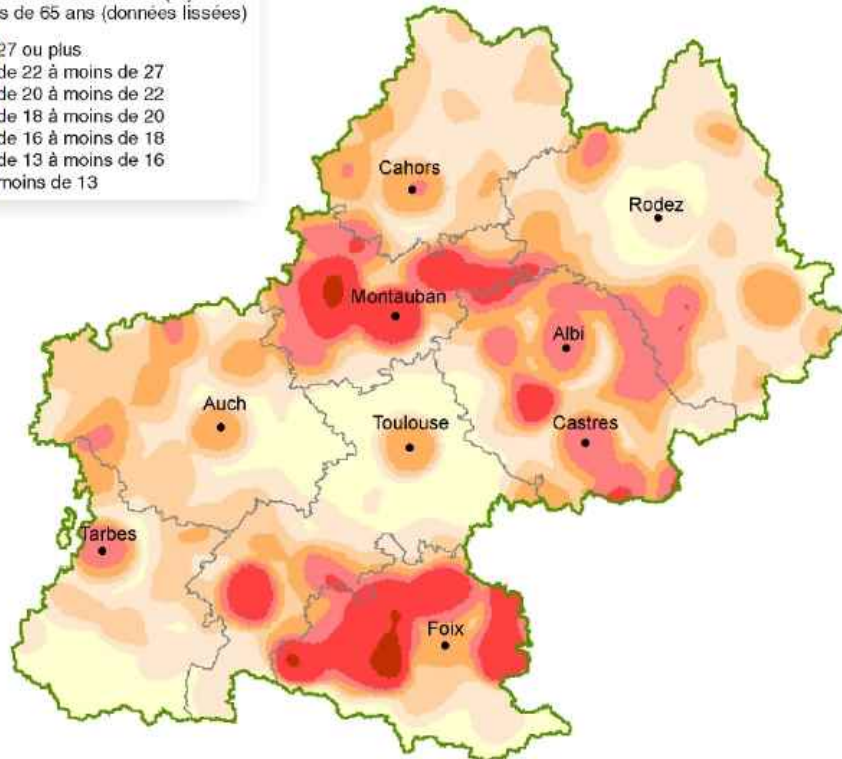 s de 65 ans (données lissées)
27 ou plus
de 22 à moins de 27
de 20 à moins de 22
de 18 à moins de 20
de 16 à moins de 18
de 13 à moins de 16
moins de 13
Cahors
Rodez
Montauban
Albi
Auch
Toulouse
Castres
Tarbes
Foix